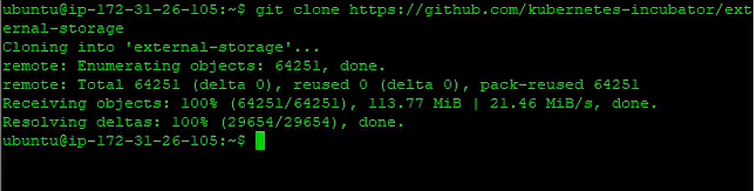 ubuntu@ip-172-31-26-105:~$ git clone https://github.com/kubernetes-incubator/ext
ernal-storage
Cloning into 'external-storage'...
remote: Enumerating objects: 64251, done.
remote: Total 64251 (delta 0), reused 0 (delta 0), pack-reused 64251
Receiving objects: 100% (64251/64251), 113.77 MiB | 21.46 MiB/s, done.
Resolving deltas: 100% (29654/29654), done.
ubuntu@ip-172-31-26-105:~$